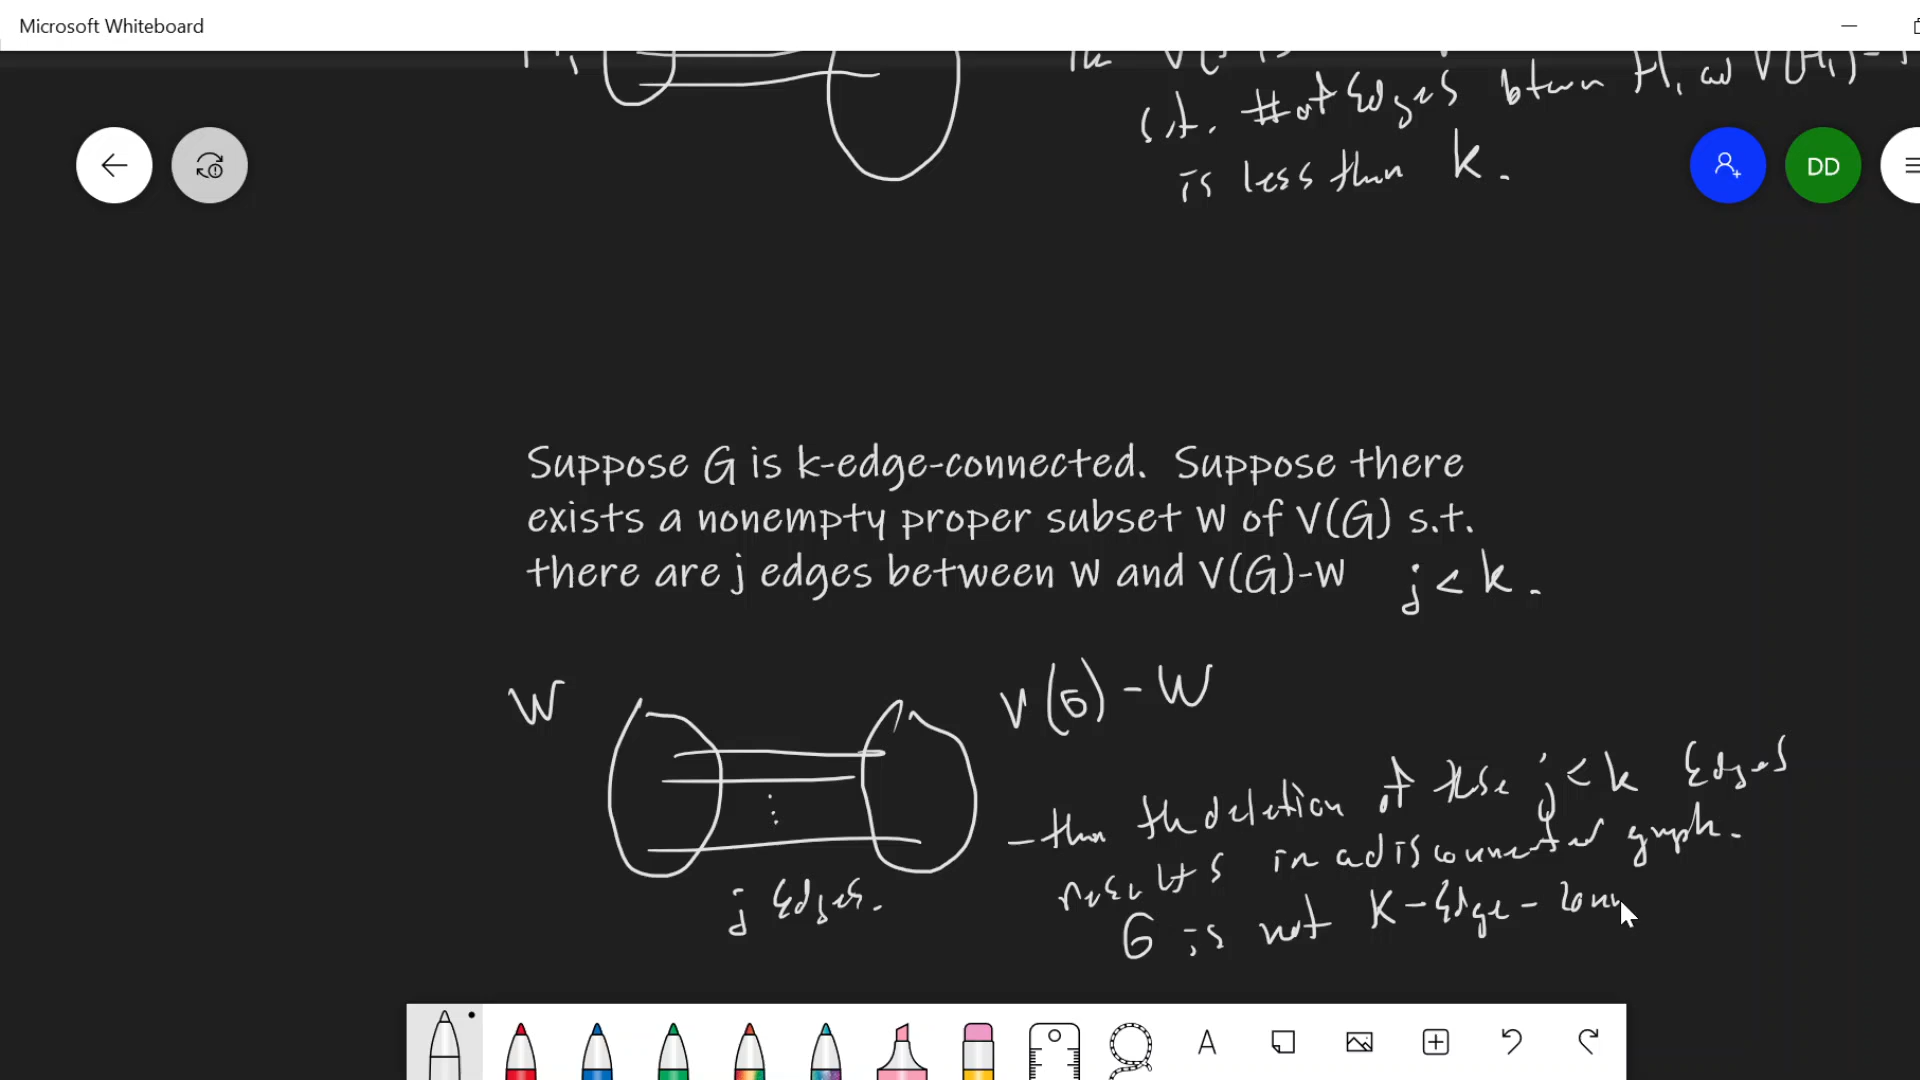 Microsoft Whiteboard
s.t. # of Edges btwn H, and V(H,)-
is less than k.
DD
Suppose G is k-edge-connected. Suppose there
exists a nonempty proper subset W of V(G) s.t.
there are j edges between W and V(G)-W j < k.
W V(G) - W
j Edges.
- then the deletion of these j < k Edges
results in a disconnected graph.
G is not k-Edge-conn
A